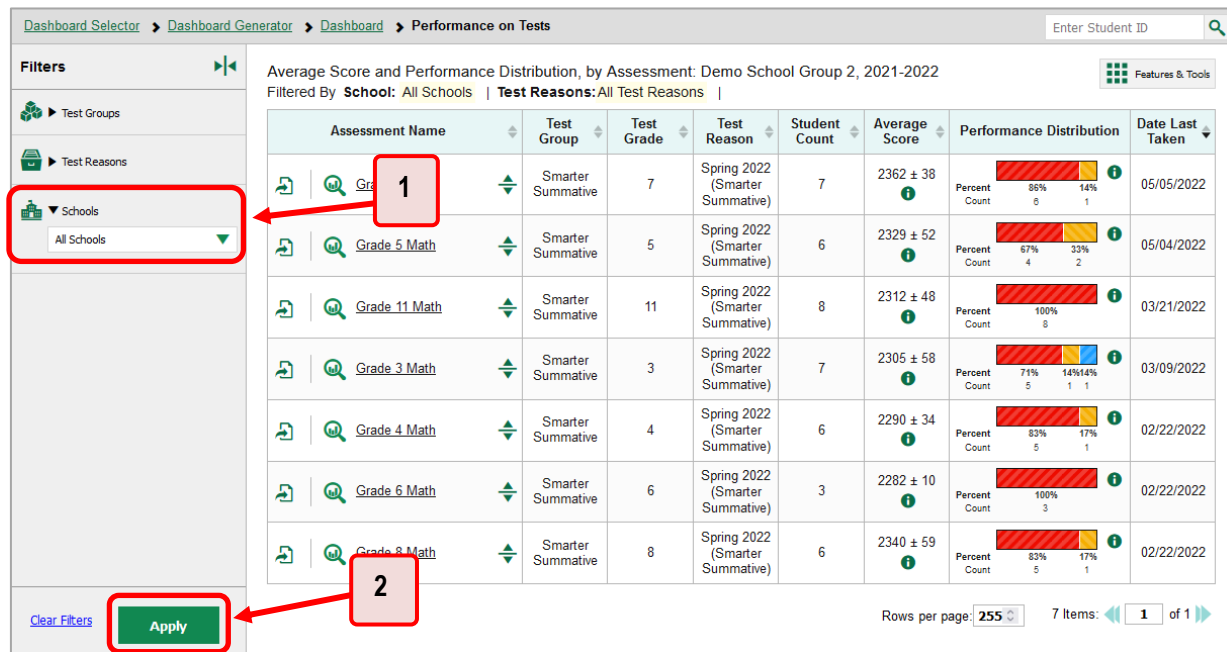 Dashboard Selector > Dashboard Generator > Dashboard > Performance on Tests
Enter Student ID
Filters
Test Groups
Test Reasons
Schools
All Schools
1
Average Score and Performance Distribution, by Assessment: Demo School Group 2, 2021-2022
Features & Tools
Filtered By School: All Schools | Test Reasons: All Test Reasons |
Assessment Name Test Group Test Grade Test Reason Student Count Average Score Performance Distribution Date Last Taken
Smarter Summative 7 Spring 2022 (Smarter Summative) 7 2362 ± 38 Percent 86% 14% Count 6 1 05/05/2022
Grade 5 Math Smarter Summative 5 Spring 2022 (Smarter Summative) 6 2329 ± 52 Percent 67% 33% Count 4 2 05/04/2022
Grade 11 Math Smarter Summative 11 Spring 2022 (Smarter Summative) 8 2312 ± 48 Percent 100% Count 8 03/21/2022
Grade 3 Math Smarter Summative 3 Spring 2022 (Smarter Summative) 7 2305 ± 58 Percent 71% 14% 14% Count 5 1 1 03/09/2022
Grade 4 Math Smarter Summative 4 Spring 2022 (Smarter Summative) 6 2290 ± 34 Percent 83% 17% Count 5 1 02/22/2022
Grade 6 Math Smarter Summative 6 Spring 2022 (Smarter Summative) 3 2282 ± 10 Percent 100% Count 3 02/22/2022
Grade 8 Math Smarter Summative 8 Spring 2022 (Smarter Summative) 6 2340 ± 59 Percent 83% 17% Count 5 1 02/22/2022
2
Clear Filters
Apply
Rows per page: 255 7 Items: 1 of 1